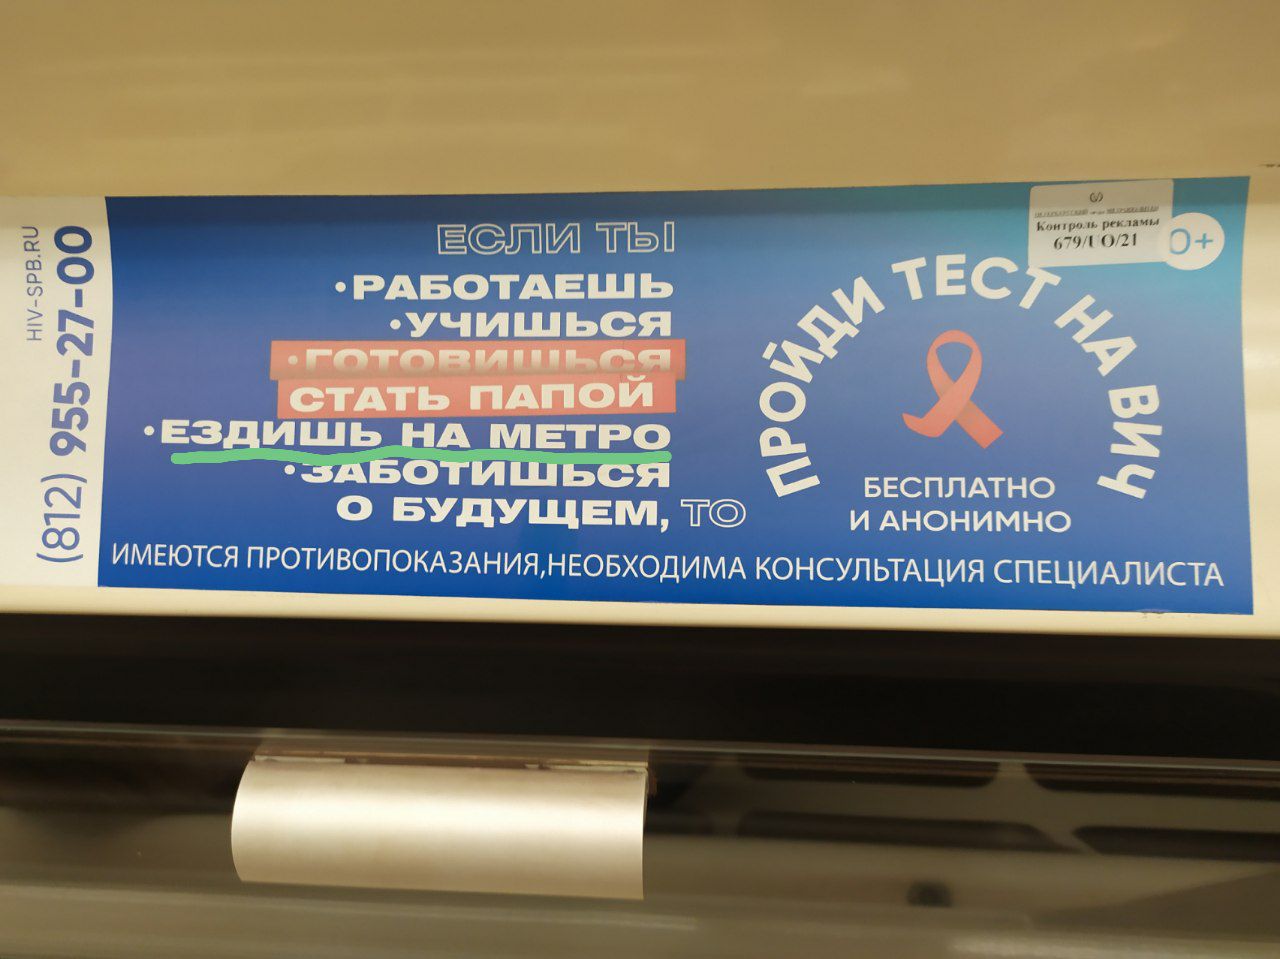 HIV-SPB.RU
(812) 955-27-00
ЕСЛИ ТЫ
•РАБОТАЕШЬ
•УЧИШЬСЯ
•ГОТОВИШЬСЯ
СТАТЬ ПАПОЙ
•ЕЗДИШЬ НА МЕТРО
•ЗАБОТИШЬСЯ
О БУДУЩЕМ, ТО
ПРОЙДИ ТЕСТ НА ВИЧ
БЕСПЛАТНО
И АНОНИМНО
Контроль рекламы
679/UO/21
0+
ИМЕЮТСЯ ПРОТИВОПОКАЗАНИЯ,НЕОБХОДИМА КОНСУЛЬТАЦИЯ СПЕЦИАЛИСТА